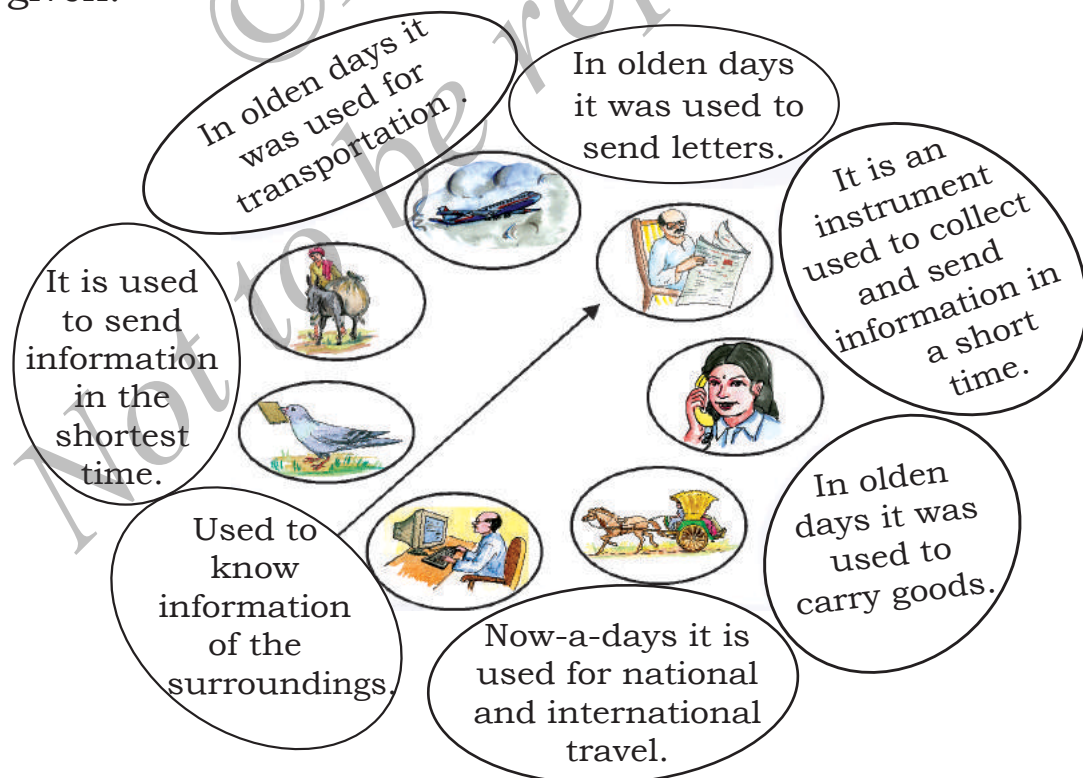 given.
In olden days it
was used for
transportation .
In olden days
it was used to
send letters.
It is an
instrument
used to collect
and send
information in
a short
time.
It is used
to send
information
in the
shortest
time.
In olden
days it was
used to
carry goods.
Used to
know
information
of the
surroundings.
Now-a-days it is
used for national
and international
travel.
©
Not to be rep